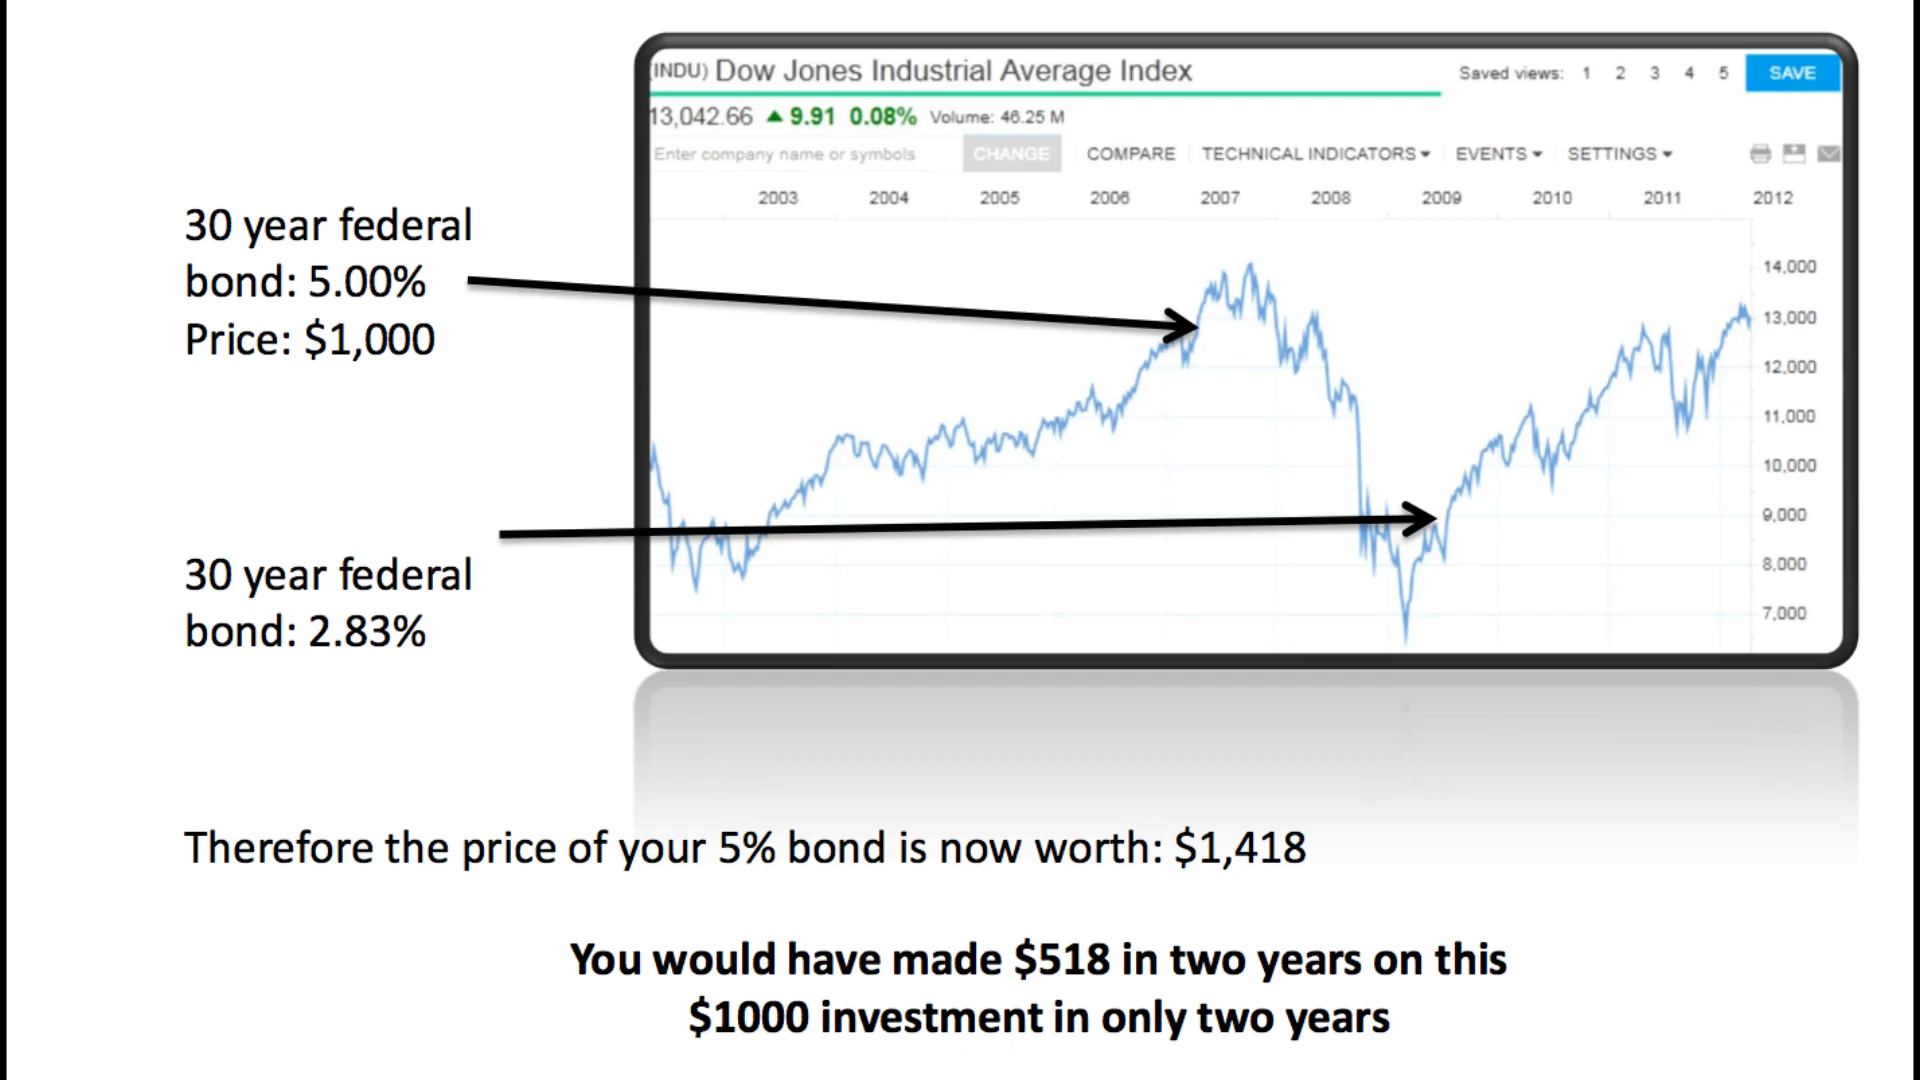 (INDU) Dow Jones Industrial Average Index
Saved views: 1 2 3 4 5 SAVE
13,042.66 ▲ 9.91 0.08% Volume: 46.25 M
Enter company name or symbols CHANGE COMPARE TECHNICAL INDICATORS EVENTS SETTINGS
2003 2004 2005 2006 2007 2008 2009 2010 2011 2012
14,000
13,000
12,000
11,000
10,000
9,000
8,000
7,000
30 year federal
bond: 5.00%
Price: $1,000
30 year federal
bond: 2.83%
Therefore the price of your 5% bond is now worth: $1,418
You would have made $518 in two years on this
$1000 investment in only two years